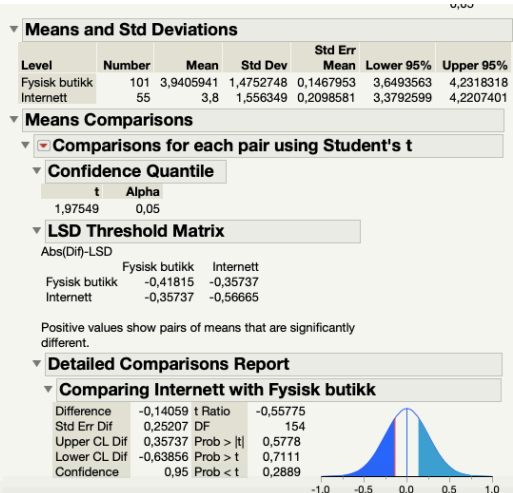 0,05
Means and Std Deviations
Std Err
Level Number Mean Std Dev Mean Lower 95% Upper 95%
Fysisk butikk 101 3,9405941 1,4752748 0,1467953 3,6493563 4,2318318
Internett 55 3,8 1,556349 0,2098581 3,3792599 4,2207401
Means Comparisons
Comparisons for each pair using Student's t
Confidence Quantile
t Alpha
1,97549 0,05
LSD Threshold Matrix
Abs(Dif)-LSD
Fysisk butikk Internett
Fysisk butikk -0,41815 -0,35737
Internett -0,35737 -0,56665
Positive values show pairs of means that are significantly
different.
Detailed Comparisons Report
Comparing Internett with Fysisk butikk
Difference -0,14059 t Ratio -0,55775
Std Err Dif 0,25207 DF 154
Upper CL Dif 0,35737 Prob > |t| 0,5778
Lower CL Dif -0,63856 Prob > t 0,7111
Confidence 0,95 Prob < t 0,2889
-1.0 -0.5 0.0 0.5 1.0